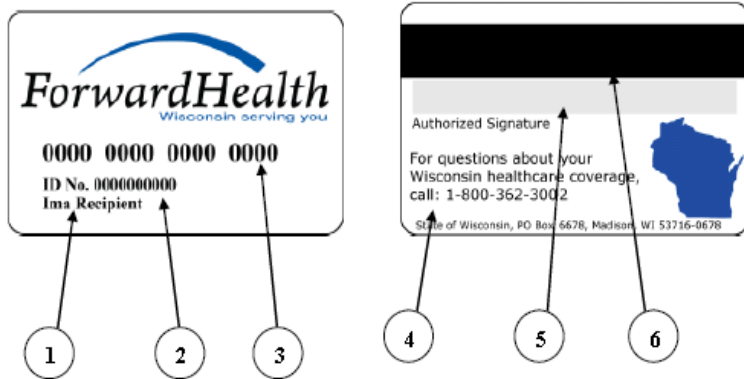 ForwardHealth
Wisconsin serving you
0000 0000 0000 0000
ID No. 0000000000
Ima Recipient
1 2 3
Authorized Signature
For questions about your
Wisconsin healthcare coverage,
call: 1-800-362-3002
State of Wisconsin, PO Box 6678, Madison, WI 53716-0678
4 5 6